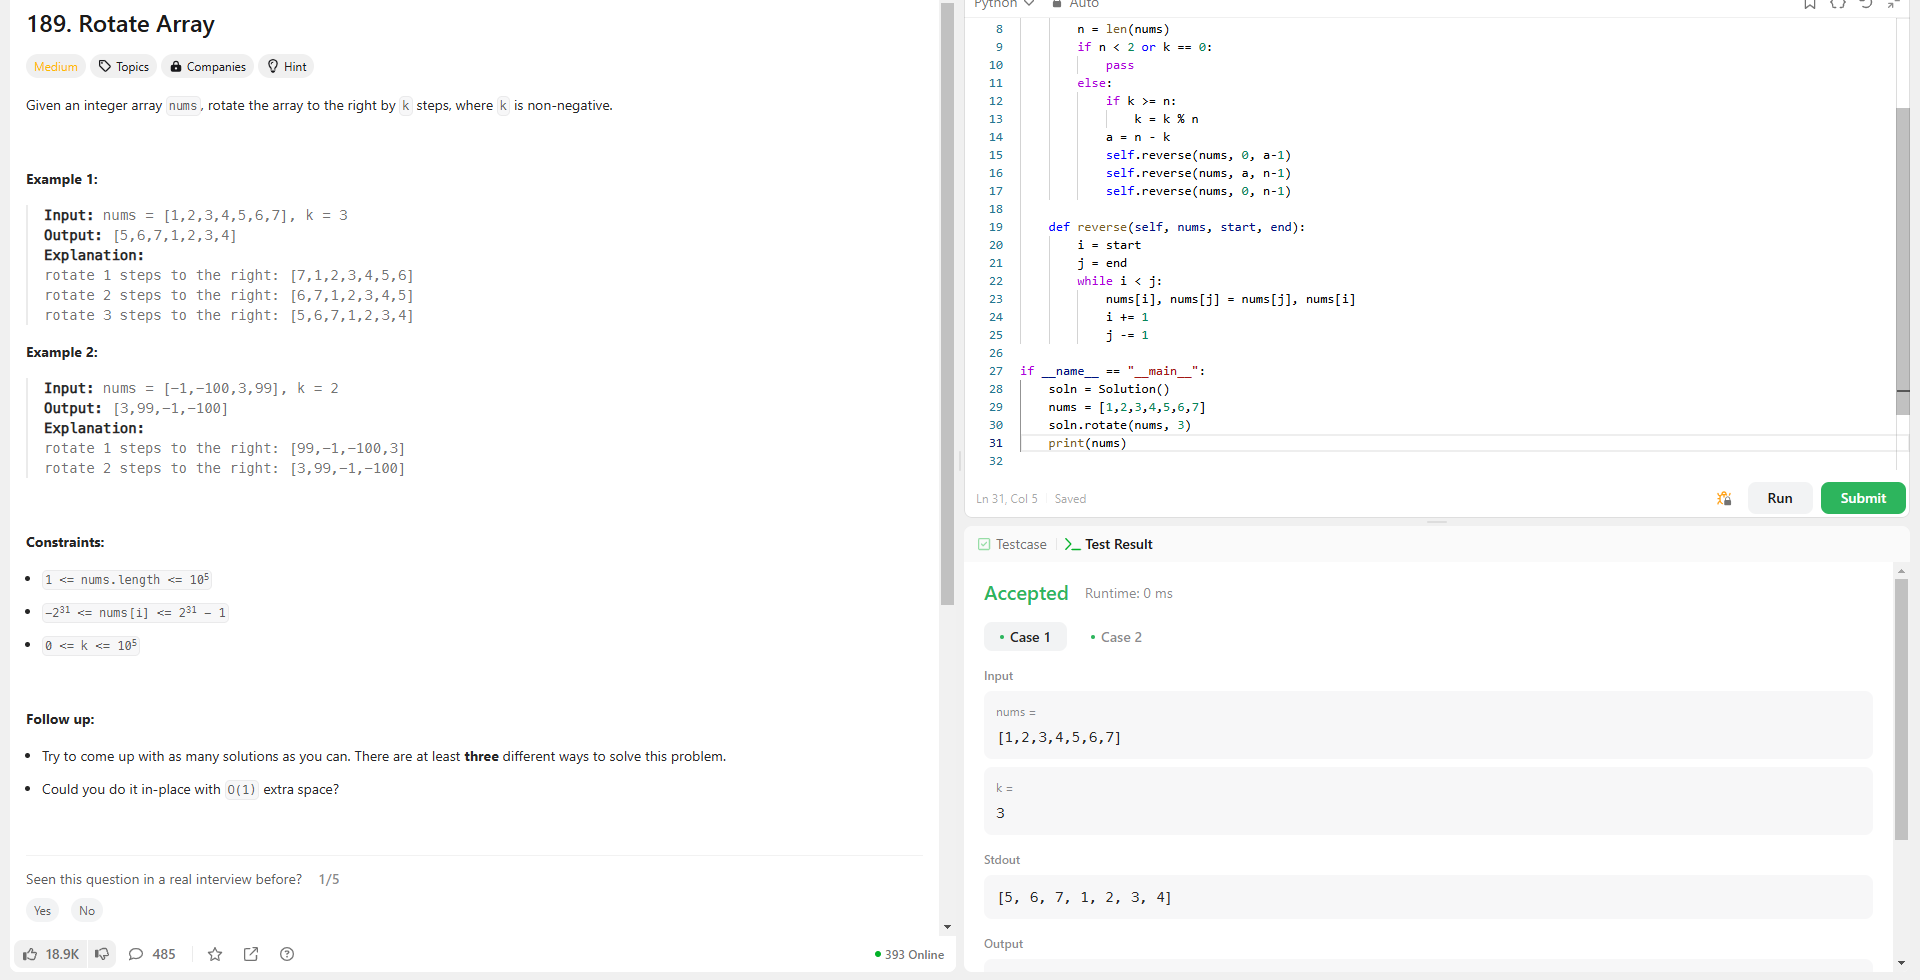 189. Rotate Array
Medium
Topics
Companies
Hint
Given an integer array nums, rotate the array to the right by k steps, where k is non-negative.
Example 1:
Input: nums = [1,2,3,4,5,6,7], k = 3
Output: [5,6,7,1,2,3,4]
Explanation:
rotate 1 steps to the right: [7,1,2,3,4,5,6]
rotate 2 steps to the right: [6,7,1,2,3,4,5]
rotate 3 steps to the right: [5,6,7,1,2,3,4]
Example 2:
Input: nums = [-1,-100,3,99], k = 2
Output: [3,99,-1,-100]
Explanation:
rotate 1 steps to the right: [99,-1,-100,3]
rotate 2 steps to the right: [3,99,-1,-100]
Constraints:
• 1 <= nums.length <= 10⁵
• -2³¹ <= nums[i] <= 2³¹ - 1
• 0 <= k <= 10⁵
Follow up:
• Try to come up with as many solutions as you can. There are at least three different ways to solve this problem.
• Could you do it in-place with O(1) extra space?
Seen this question in a real interview before? 1/5
Yes
No
18.9K
485
393 Online
Python
Auto
8 n = len(nums)
9 if n < 2 or k == 0:
10 pass
11 else:
12 if k >= n:
13 k = k % n
14 a = n - k
15 self.reverse(nums, 0, a-1)
16 self.reverse(nums, a, n-1)
17 self.reverse(nums, 0, n-1)
18
19 def reverse(self, nums, start, end):
20 i = start
21 j = end
22 while i < j:
23 nums[i], nums[j] = nums[j], nums[i]
24 i += 1
25 j -= 1
26
27 if __name__ == "__main__":
28 soln = Solution()
29 nums = [1,2,3,4,5,6,7]
30 soln.rotate(nums, 3)
31 print(nums)
32
Ln 31, Col 5
Saved
Run
Submit
Testcase
Test Result
Accepted
Runtime: 0 ms
• Case 1
• Case 2
Input
nums =
[1,2,3,4,5,6,7]
k =
3
Stdout
[5, 6, 7, 1, 2, 3, 4]
Output